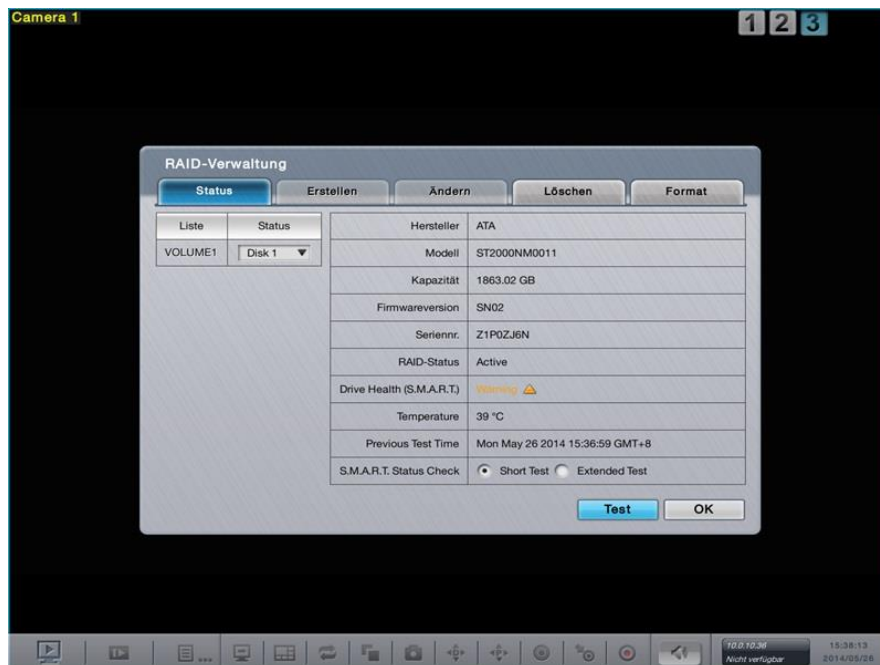 Camera 1
1 2 3
RAID-Verwaltung
Status Erstellen Ändern Löschen Format
Liste Status
VOLUME1 Disk 1
Hersteller ATA
Modell ST2000NM0011
Kapazität 1863.02 GB
Firmwareversion SN02
Seriennr. Z1P0ZJ6N
RAID-Status Active
Drive Health (S.M.A.R.T.) Warning
Temperature 39 °C
Previous Test Time Mon May 26 2014 15:36:59 GMT+8
S.M.A.R.T. Status Check Short Test Extended Test
Test OK
10.0.10.36
Nicht verfügbar
15:38:13
2014/05/26